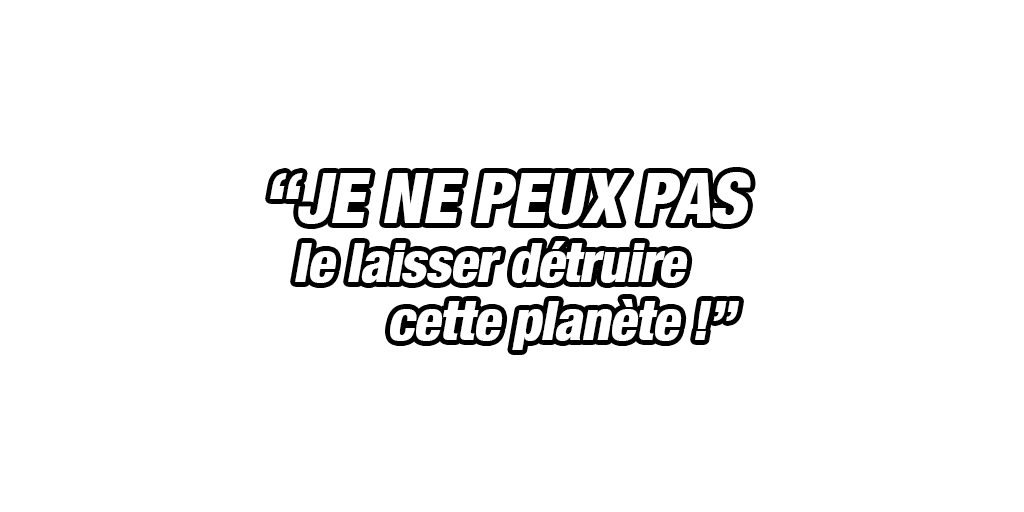 “JE NE PEUX PAS
le laisser détruire
cette planète !”